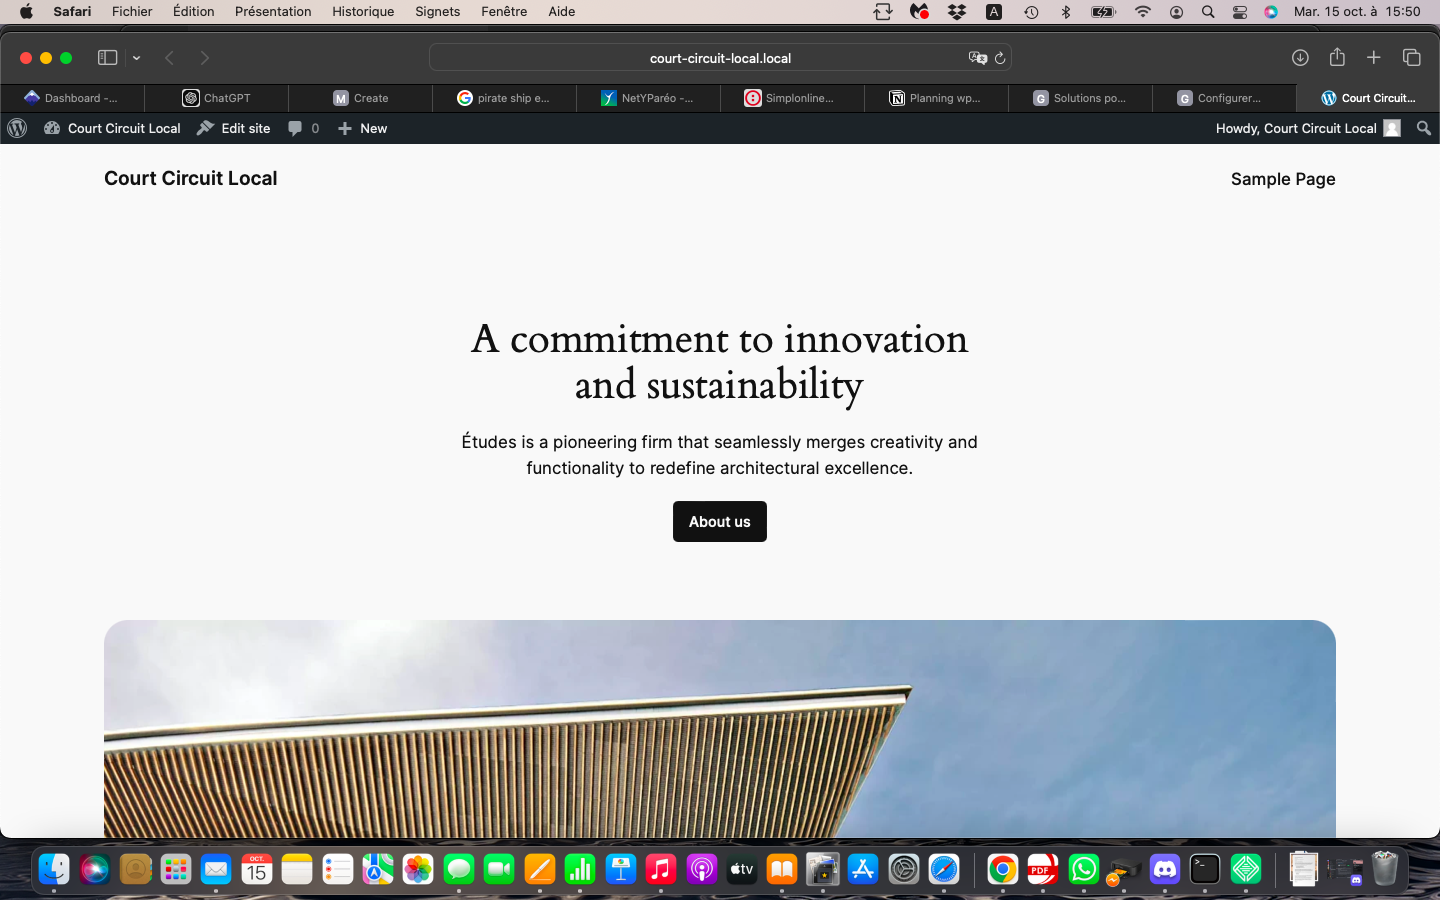 Safari Fichier Édition Présentation Historique Signets Fenêtre Aide A Mar. 15 oct. à 15:50
court-circuit-local.local
Dashboard -... ChatGPT M Create G pirate ship e... NetYParéo -... Simplonline... Planning wp... G Solutions po... G Configurer... Court Circuit...
Court Circuit Local Edit site 0 New Howdy, Court Circuit Local
Court Circuit Local Sample Page
A commitment to innovation
and sustainability
Études is a pioneering firm that seamlessly merges creativity and
functionality to redefine architectural excellence.
About us
OCT.
15
tv
PDF